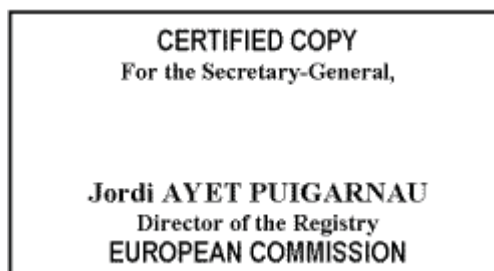 CERTIFIED COPY
For the Secretary-General,
Jordi AYET PUIGARNAU
Director of the Registry
EUROPEAN COMMISSION